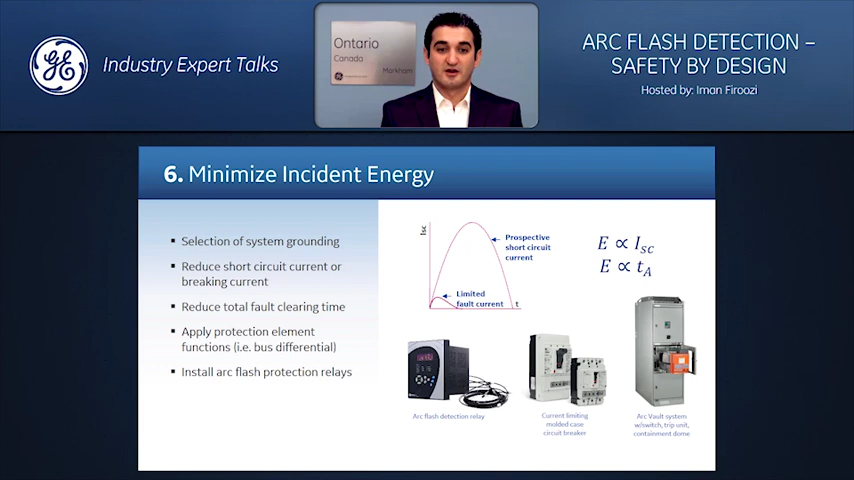 GE
Industry Expert Talks
Ontario
Canada
Markham
ARC FLASH DETECTION –
SAFETY BY DESIGN
Hosted by: Iman Firoozi
6. Minimize Incident Energy
▪ Selection of system grounding
▪ Reduce short circuit current or
breaking current
▪ Reduce total fault clearing time
▪ Apply protection element
functions (i.e. bus differential)
▪ Install arc flash protection relays
Isc
Prospective
short circuit
current
Limited
fault current
t
E ∝ I_SC
E ∝ t_A
Arc flash detection relay
Current limiting
molded case
circuit breaker
Arc Vault system
w/switch, trip unit,
containment dome